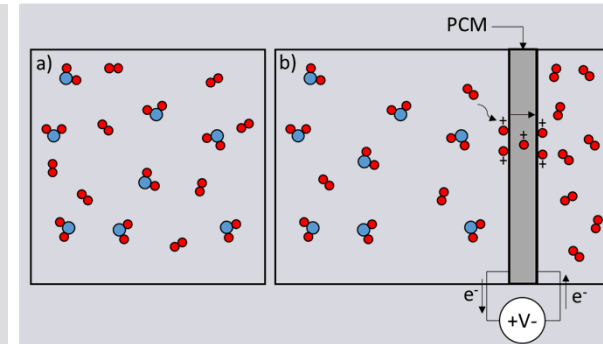 PCM
a)
b)
+
+
+
+
+
e-
e-
+V-